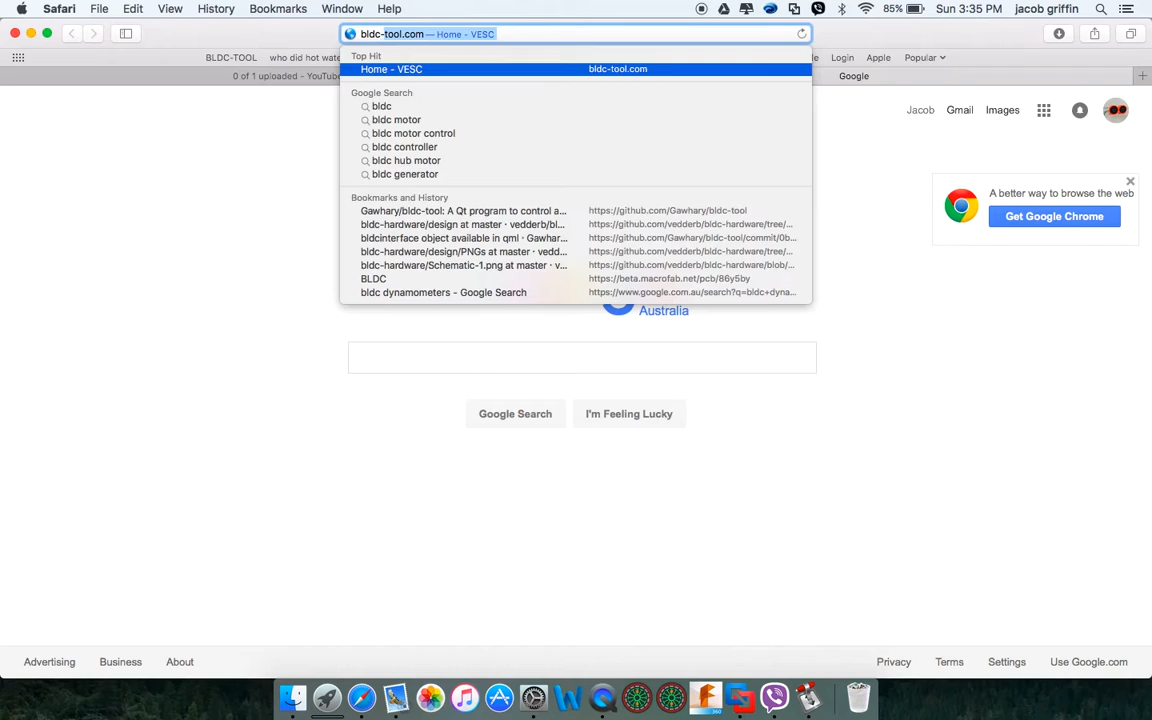 Safari File Edit View History Bookmarks Window Help 85% Sun 3:35 PM jacob griffin
bldc-tool.com — Home - VESC
BLDC-TOOL who did hot wate Login Apple Popular
0 of 1 uploaded - YouTube Google
Top Hit
Home - VESC bldc-tool.com
Google Search
bldc
bldc motor
bldc motor control
bldc controller
bldc hub motor
bldc generator
Bookmarks and History
Gawhary/bldc-tool: A Qt program to control a... https://github.com/Gawhary/bldc-tool
bldc-hardware/design at master · vedderb/bl... https://github.com/vedderb/bldc-hardware/tree/...
bldcinterface object available in qml · Gawhar... https://github.com/Gawhary/bldc-tool/commit/0b...
bldc-hardware/design/PNGs at master · vedd... https://github.com/vedderb/bldc-hardware/tree/...
bldc-hardware/Schematic-1.png at master · v... https://github.com/vedderb/bldc-hardware/blob/...
BLDC https://beta.macrofab.net/pcb/86y5by
bldc dynamometers - Google Search https://www.google.com.au/search?q=bldc+dyna...
Jacob Gmail Images
A better way to browse the web
Get Google Chrome
Australia
Google Search I'm Feeling Lucky
Advertising Business About Privacy Terms Settings Use Google.com